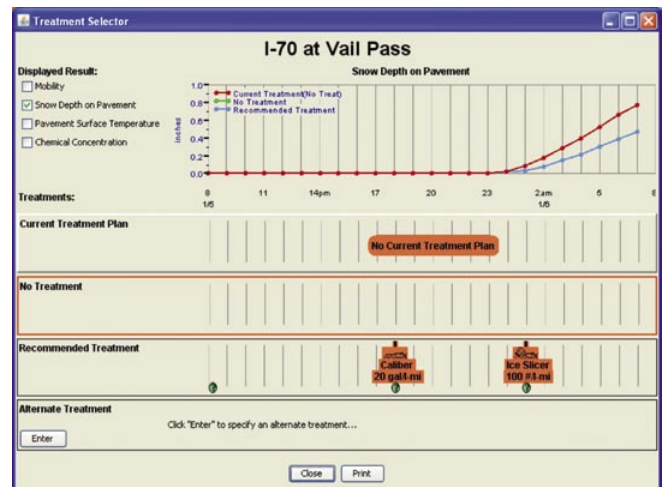 Treatment Selector
I-70 at Vail Pass
Displayed Result:
Mobility
Snow Depth on Pavement
Pavement Surface Temperature
Chemical Concentration
Snow Depth on Pavement
Current Treatment(No Treat)
No Treatment
Recommended Treatment
inches
1.0
0.8
0.6
0.4
0.2
0.0
8 11 14pm 17 20 23 2am 5 8
1/5 1/6
Treatments:
Current Treatment Plan
No Current Treatment Plan
No Treatment
Recommended Treatment
Caliber
20 gal/l-mi
Ice Slicer
100 #/l-mi
Alternate Treatment
Click "Enter" to specify an alternate treatment...
Enter
Close Print